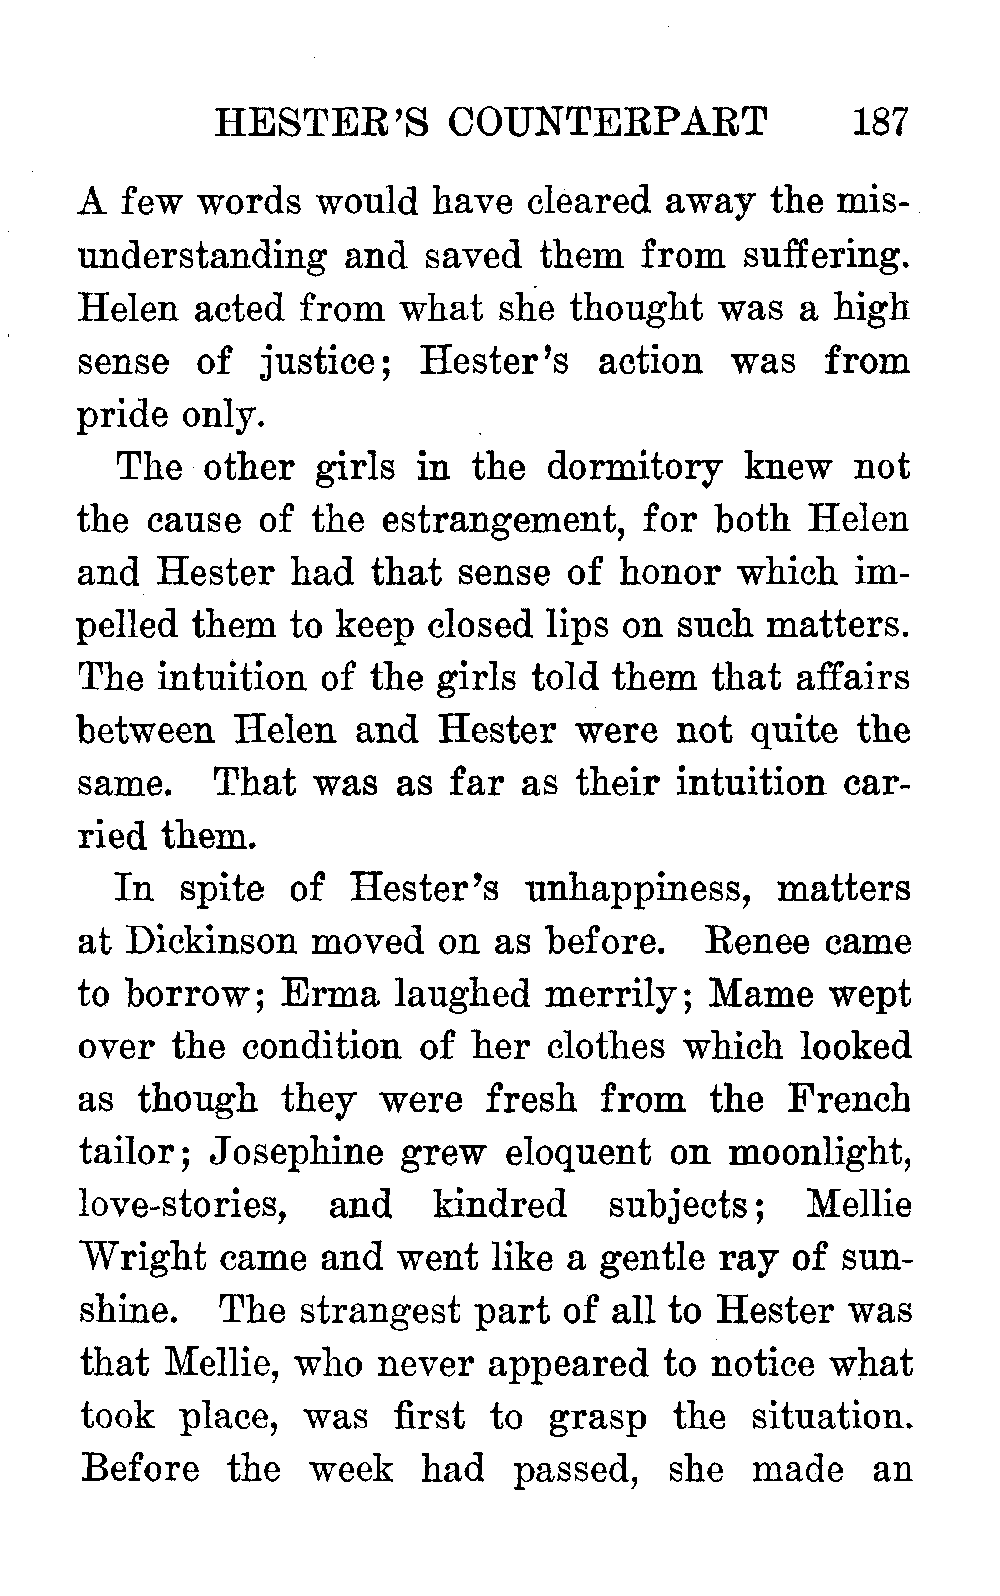 HESTER'S COUNTERPART 187
A few words would have cleared away the mis-
understanding and saved them from suffering.
Helen acted from what she thought was a high
sense of justice; Hester's action was from
pride only.
The other girls in the dormitory knew not
the cause of the estrangement, for both Helen
and Hester had that sense of honor which im-
pelled them to keep closed lips on such matters.
The intuition of the girls told them that affairs
between Helen and Hester were not quite the
same. That was as far as their intuition car-
ried them.
In spite of Hester's unhappiness, matters
at Dickinson moved on as before. Renee came
to borrow; Erma laughed merrily; Mame wept
over the condition of her clothes which looked
as though they were fresh from the French
tailor; Josephine grew eloquent on moonlight,
love-stories, and kindred subjects; Mellie
Wright came and went like a gentle ray of sun-
shine. The strangest part of all to Hester was
that Mellie, who never appeared to notice what
took place, was first to grasp the situation.
Before the week had passed, she made an